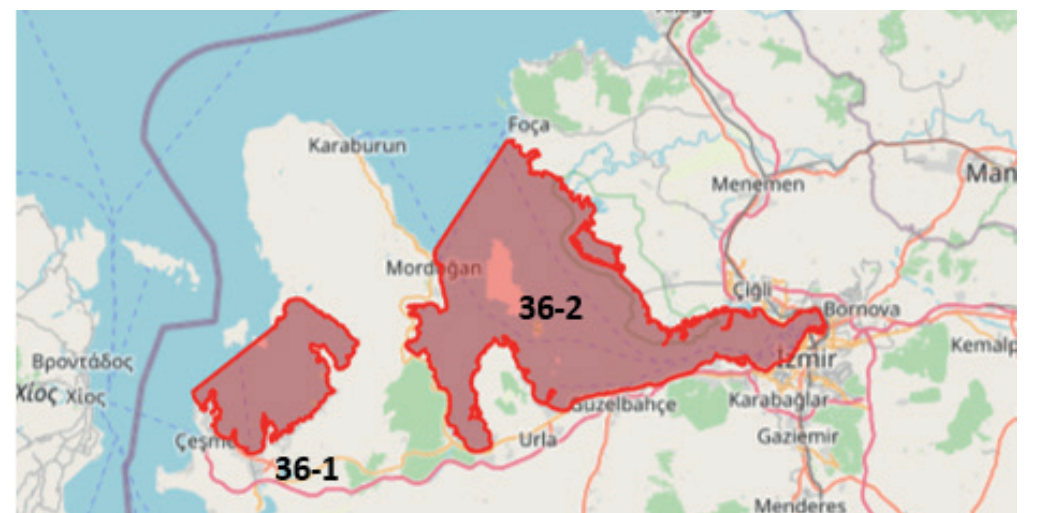 Foça
Karaburun
Menemen
Man
Mordoğan
Çiğli
36-2
Bornova
Βροντάδος
İzmir
Kemalp
Χίος Χίος
Karabağlar
Güzelbahçe
Çeşme
Urla
Gaziemir
36-1
Menderes